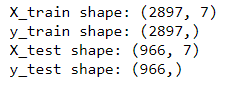 X_train shape: (2897, 7)
y_train shape: (2897,)
X_test shape: (966, 7)
y_test shape: (966,)